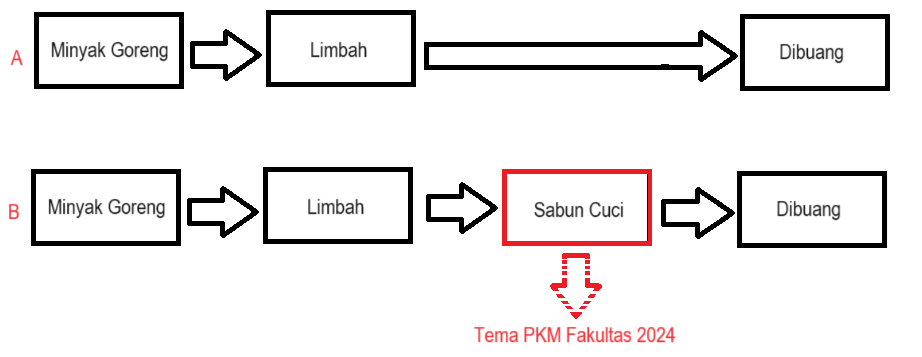 A
Minyak Goreng
Limbah
Dibuang
B
Minyak Goreng
Limbah
Sabun Cuci
Dibuang
Tema PKM Fakultas 2024